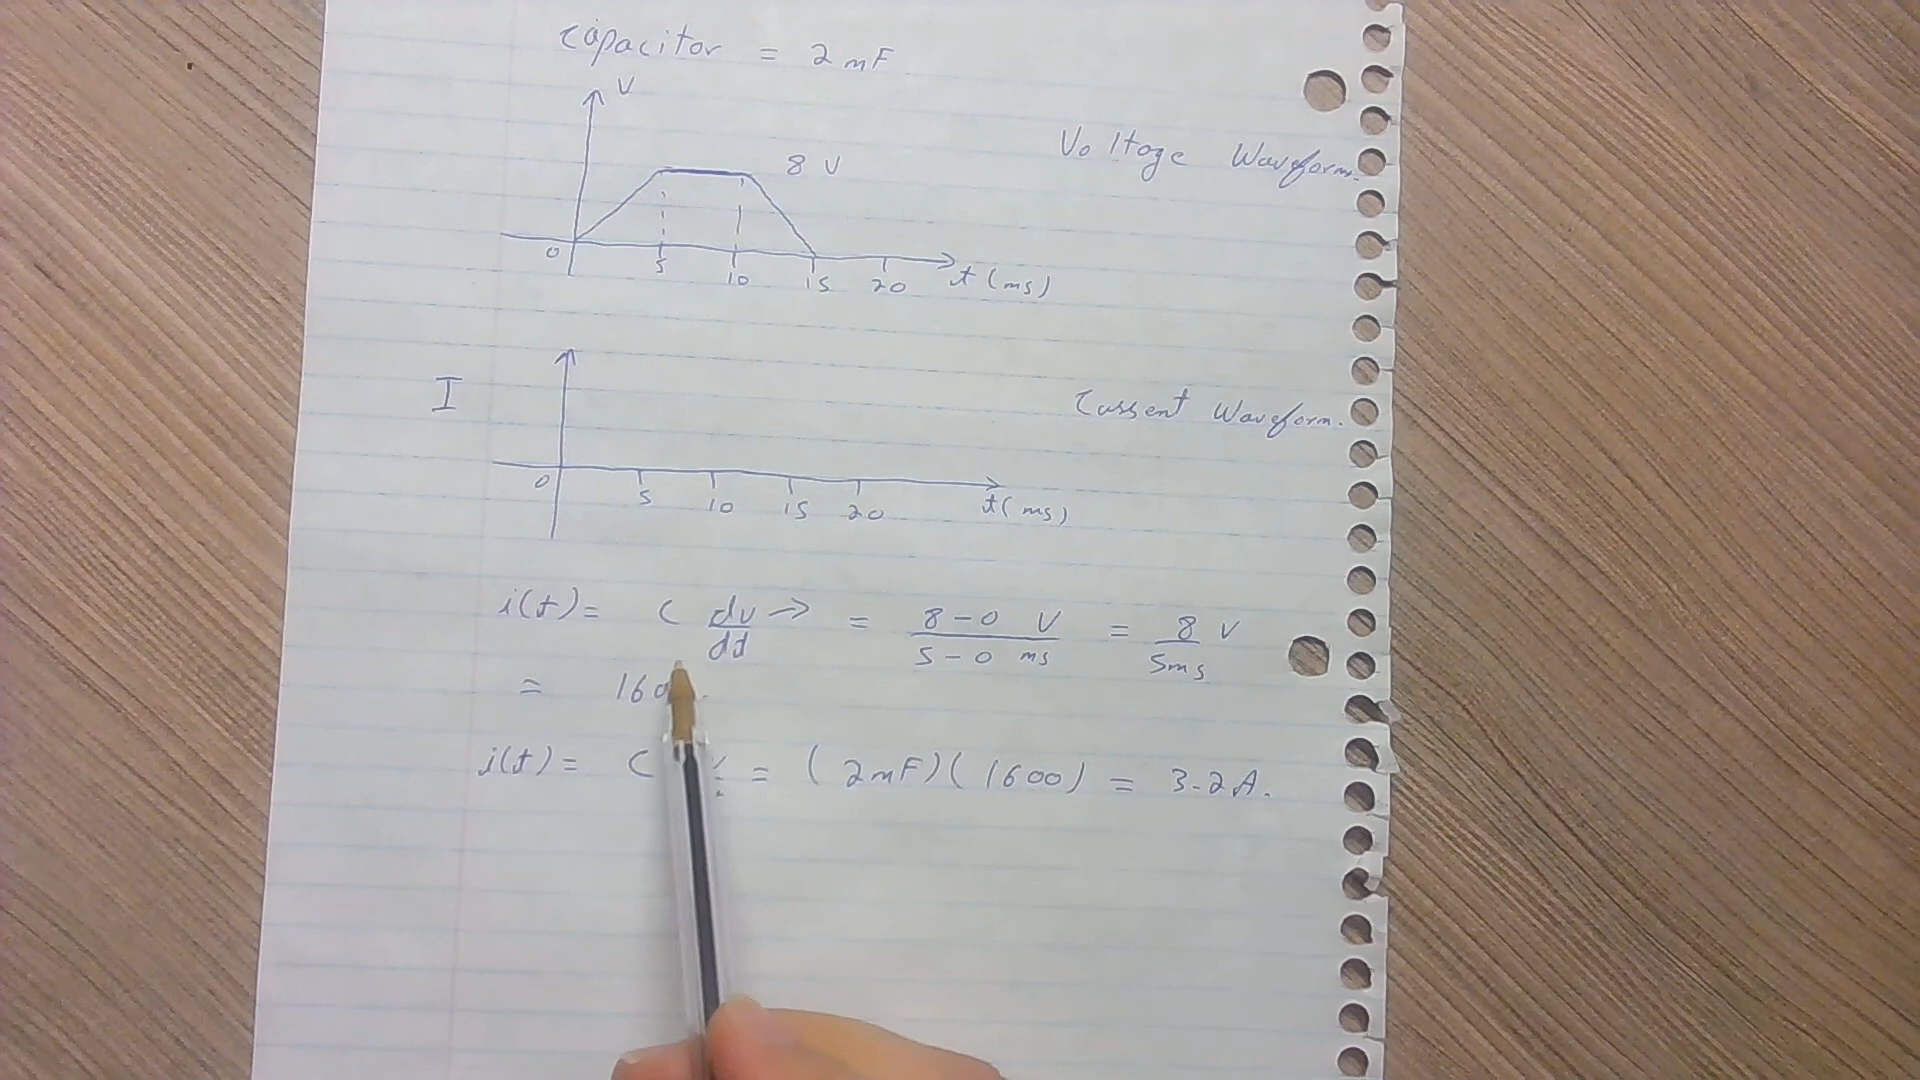 Capacitor = 2 mF
V
8 V
Voltage Waveform.
0 5 10 15 20 t (ms)
I
Current Waveform.
0 5 10 15 20 t(ms)
i(t) = C dv/dt → = 8-0 V / 5-0 ms = 8 V / 5ms
=
i(t) = C = (2mF)(1600) = 3.2A.